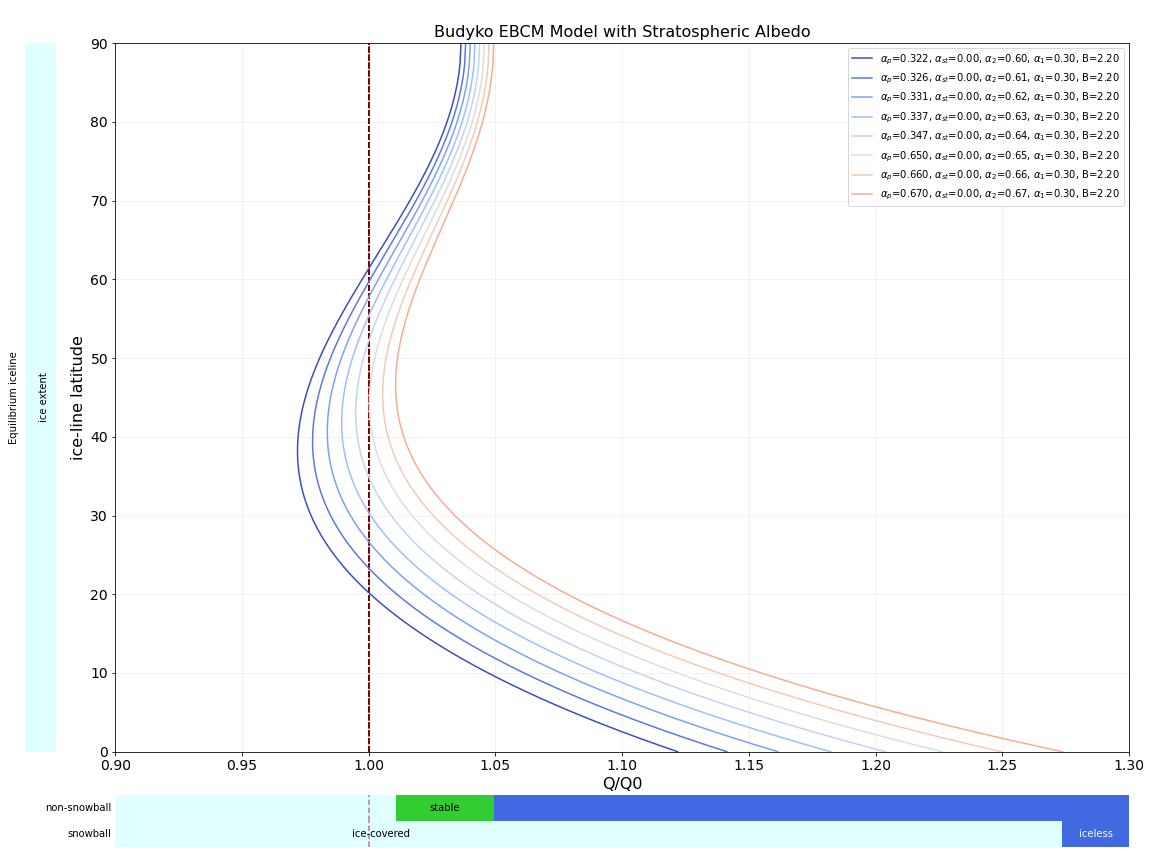 Budyko EBCM Model with Stratospheric Albedo
Equilibrium iceline
ice extent
ice-line latitude
90
80
70
60
50
40
30
20
10
0
αp=0.322, αst=0.00, α2=0.60, α1=0.30, B=2.20
αp=0.326, αst=0.00, α2=0.61, α1=0.30, B=2.20
αp=0.331, αst=0.00, α2=0.62, α1=0.30, B=2.20
αp=0.337, αst=0.00, α2=0.63, α1=0.30, B=2.20
αp=0.347, αst=0.00, α2=0.64, α1=0.30, B=2.20
αp=0.650, αst=0.00, α2=0.65, α1=0.30, B=2.20
αp=0.660, αst=0.00, α2=0.66, α1=0.30, B=2.20
αp=0.670, αst=0.00, α2=0.67, α1=0.30, B=2.20
0.90 0.95 1.00 1.05 1.10 1.15 1.20 1.25 1.30
Q/Q0
non-snowball stable
snowball ice-covered iceless